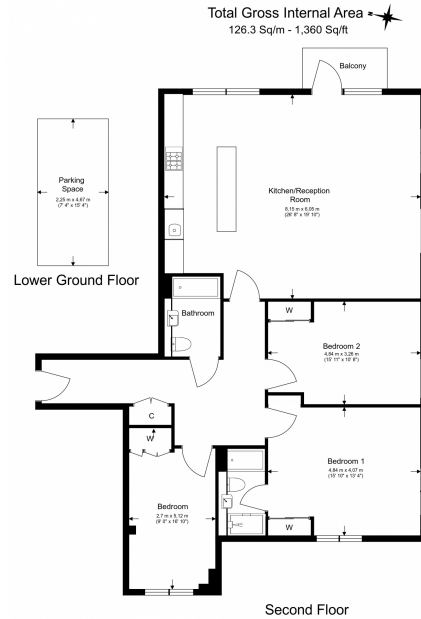 Total Gross Internal Area
126.3 Sq/m - 1,360 Sq/ft
Balcony
Parking
Space
2,25 m x 4,67 m
(7' 4" x 15' 4")
Lower Ground Floor
Kitchen/Reception
Room
8,15 m x 6,05 m
(26' 8" x 19' 10")
Bathroom
W
Bedroom 2
4,84 m x 3,26 m
(15' 11" x 10' 8")
C
W
Bedroom 1
4,84 m x 4,07 m
(15' 10" x 13' 4")
Bedroom
2,7 m x 5,12 m
(9' 0" x 16' 10")
W
Second Floor